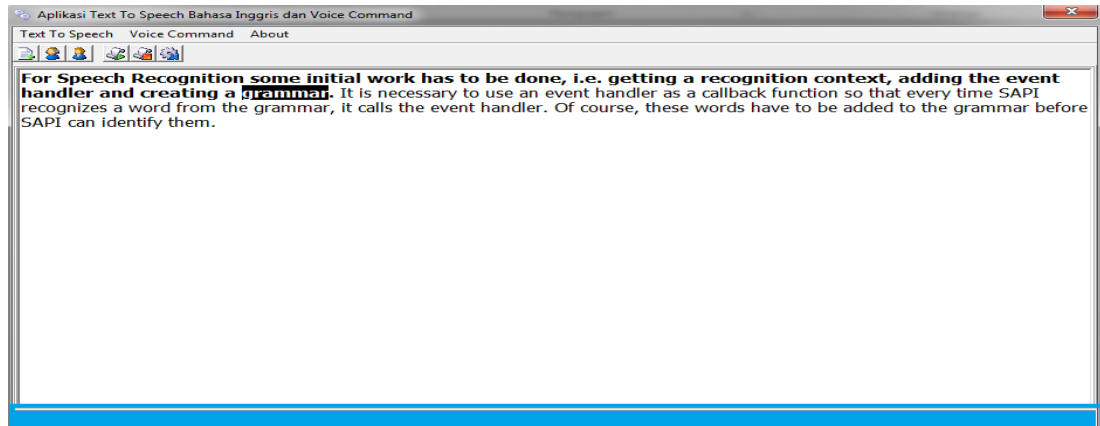 Aplikasi Text To Speech Bahasa Inggris dan Voice Command
Text To Speech Voice Command About
For Speech Recognition some initial work has to be done, i.e. getting a recognition context, adding the event
handler and creating a grammar. It is necessary to use an event handler as a callback function so that every time SAPI
recognizes a word from the grammar, it calls the event handler. Of course, these words have to be added to the grammar before
SAPI can identify them.